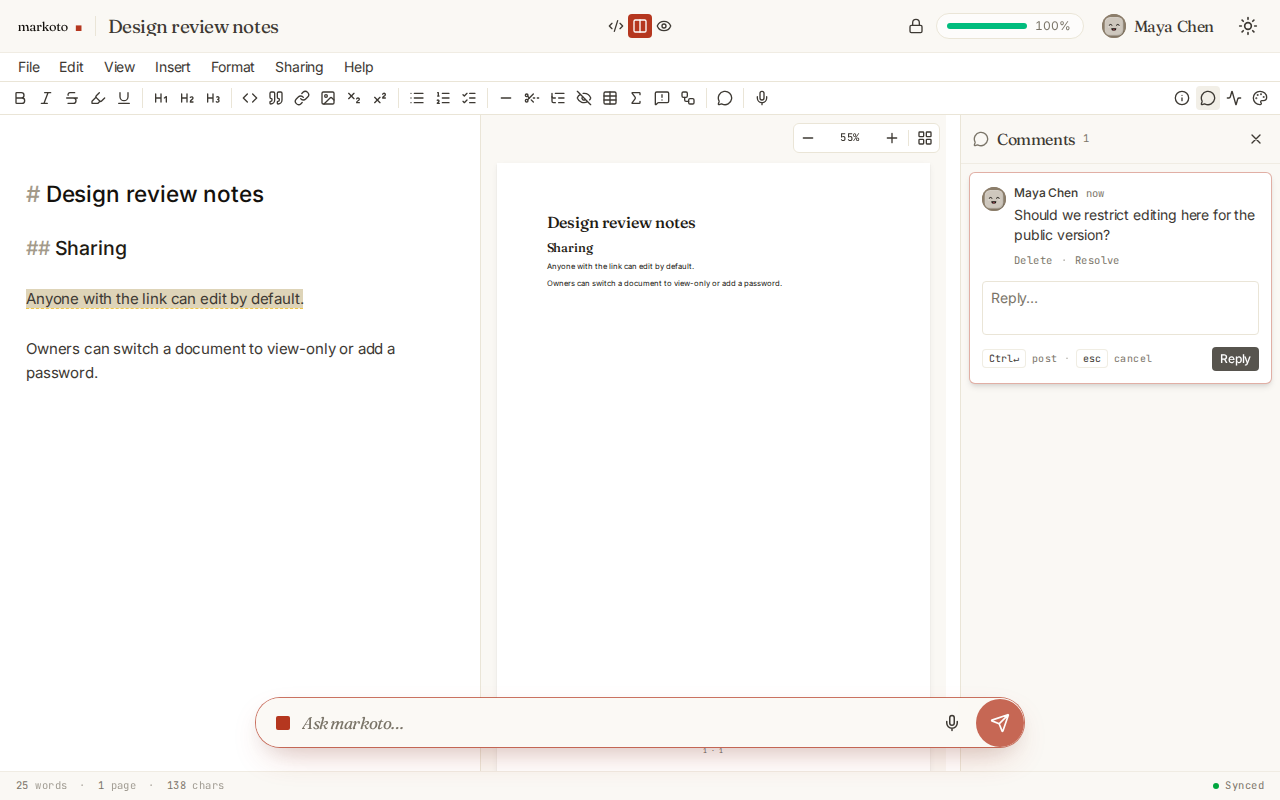 markoto
Design review notes
100%
Maya Chen
File Edit View Insert Format Sharing Help
H1 H2 H3
X2 X2
# Design review notes
## Sharing
Anyone with the link can edit by default.
Owners can switch a document to view-only or add a
password.
55%
Design review notes
Sharing
Anyone with the link can edit by default.
Owners can switch a document to view-only or add a password.
1 · 1
Comments 1
Maya Chen now
Should we restrict editing here for the
public version?
Delete · Resolve
Reply...
Ctrl↵ post · esc cancel
Reply
Ask markoto...
25 words · 1 page · 138 chars
Synced